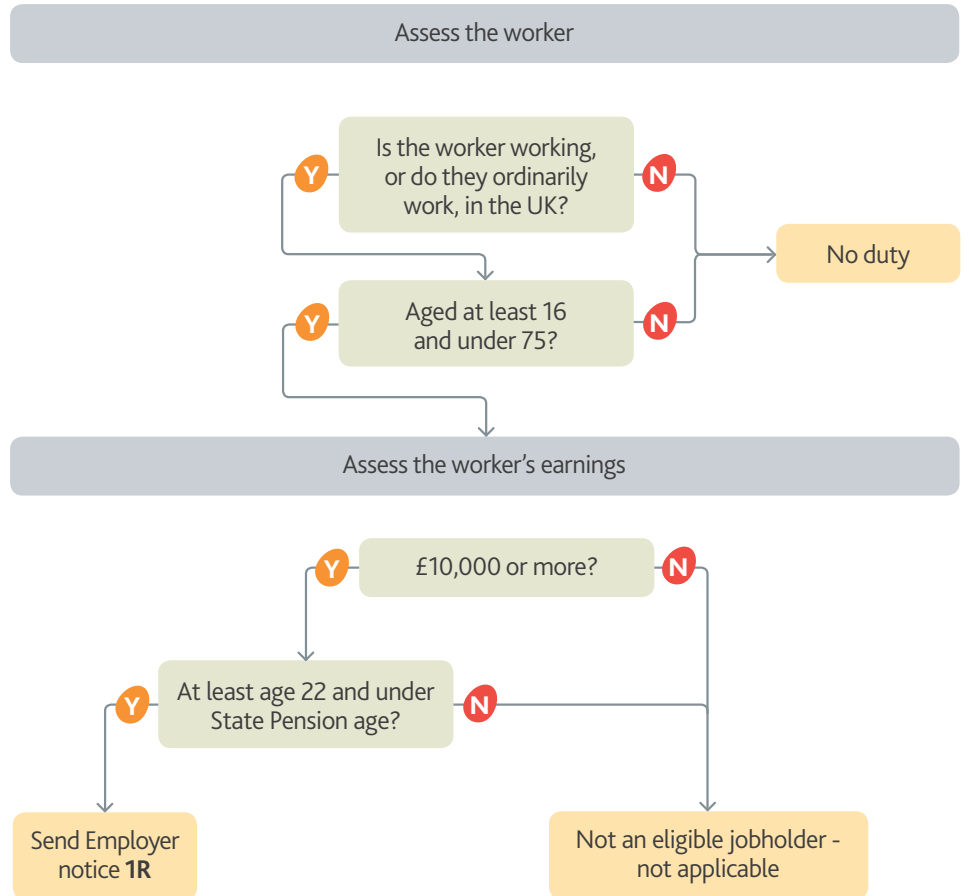 Assess the worker
Is the worker working,
or do they ordinarily
work, in the UK?
Y
N
No duty
Aged at least 16
and under 75?
Y
N
Assess the worker's earnings
£10,000 or more?
Y
N
At least age 22 and under
State Pension age?
Y
N
Send Employer
notice 1R
Not an eligible jobholder -
not applicable